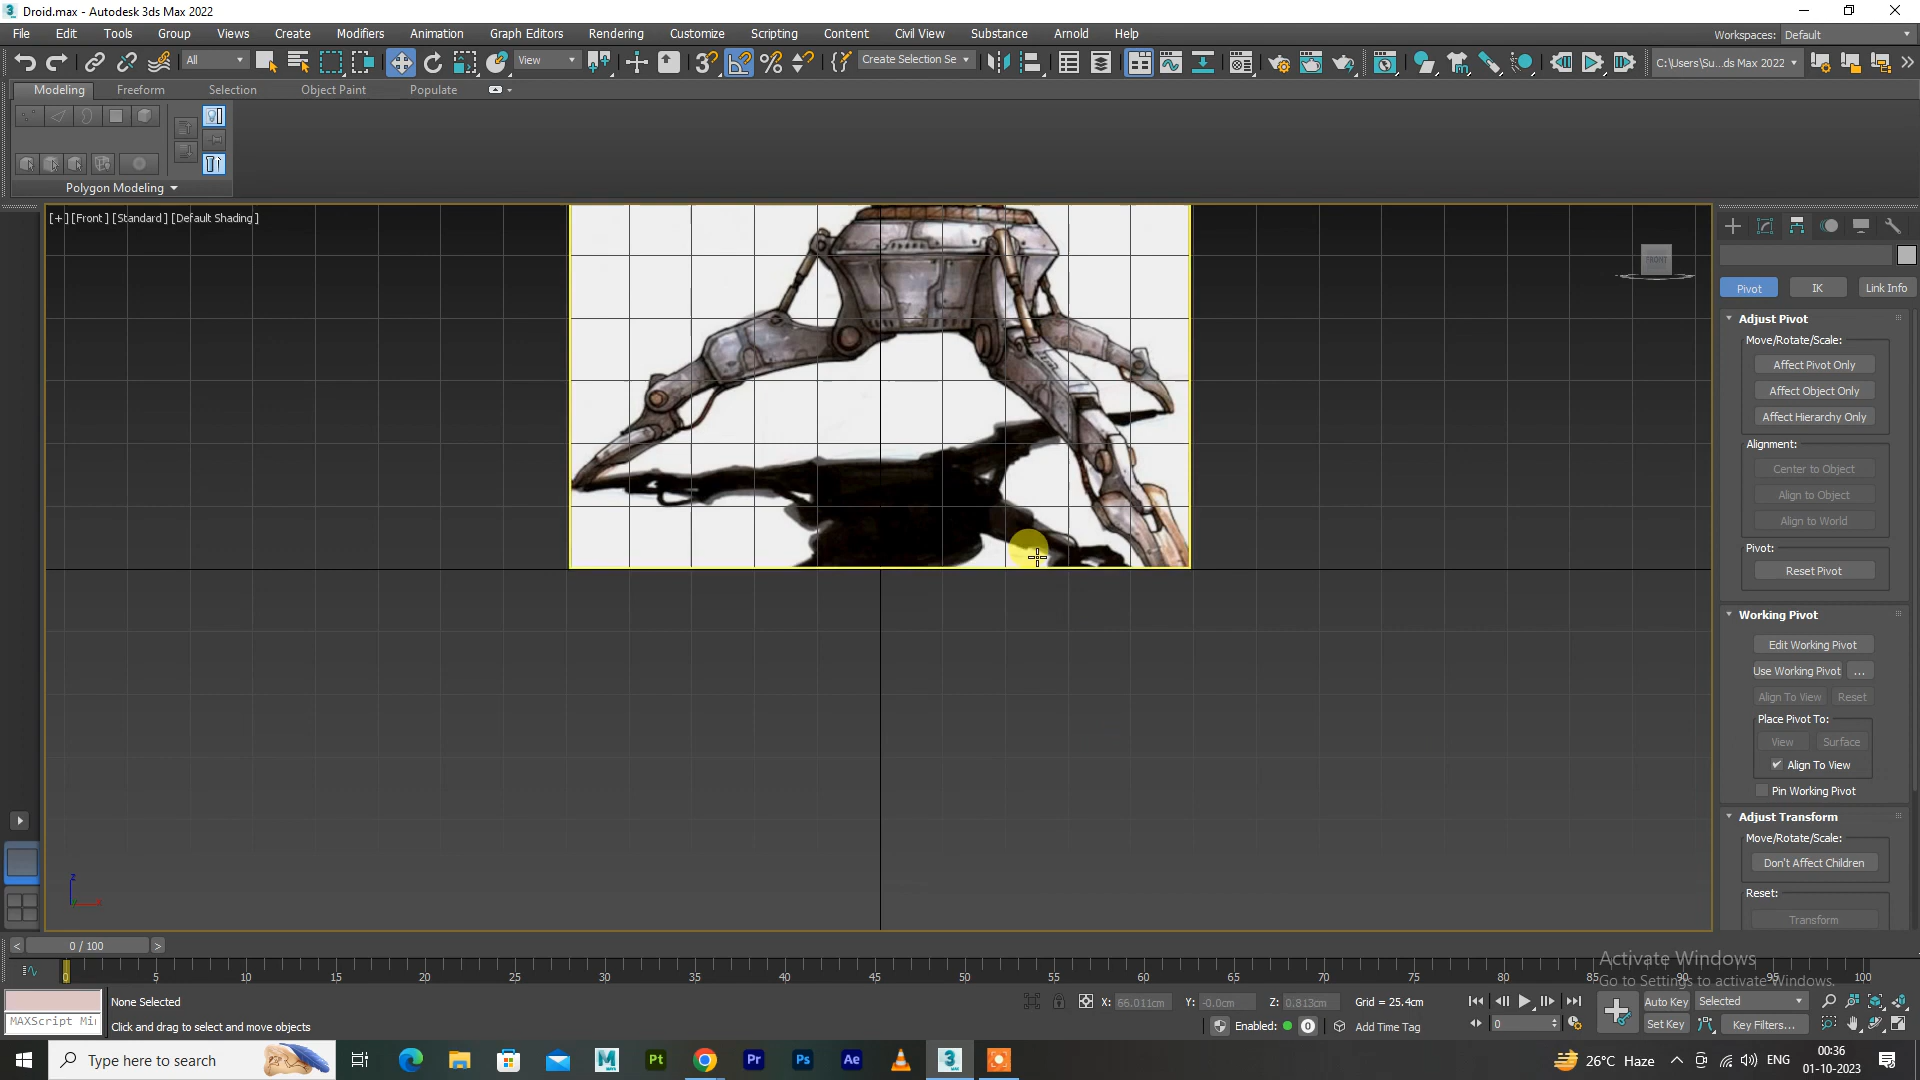 Droid.max - Autodesk 3ds Max 2022
File Edit Tools Group Views Create Modifiers Animation Graph Editors Rendering Customize Scripting Content Civil View Substance Arnold Help
Workspaces: Default
All View Create Selection Se C:\Users\Su...ds Max 2022
Modeling Freeform Selection Object Paint Populate
Polygon Modeling
[+] [Front] [Standard] [Default Shading]
FRONT
Pivot IK Link Info
Adjust Pivot
Move/Rotate/Scale:
Affect Pivot Only
Affect Object Only
Affect Hierarchy Only
Alignment:
Center to Object
Align to Object
Align to World
Pivot:
Reset Pivot
Working Pivot
Edit Working Pivot
Use Working Pivot ...
Align To View Reset
Place Pivot To:
View Surface
Align To View
Pin Working Pivot
Adjust Transform
Move/Rotate/Scale:
Don't Affect Children
Reset:
Transform
z
x
< 0 / 100 >
0 5 10 15 20 25 30 35 40 45 50 55 60 65 70 75 80 85 90 95 100
Activate Windows
Go to Settings to activate Windows.
None Selected
X: 66.011cm Y: -0.0cm Z: 0.813cm Grid = 25.4cm
Auto Key Selected
MAXScript Mi
Click and drag to select and move objects
Enabled: 0 Add Time Tag
0
Set Key Key Filters...
Type here to search
26°C Haze
ENG
00:36
01-10-2023